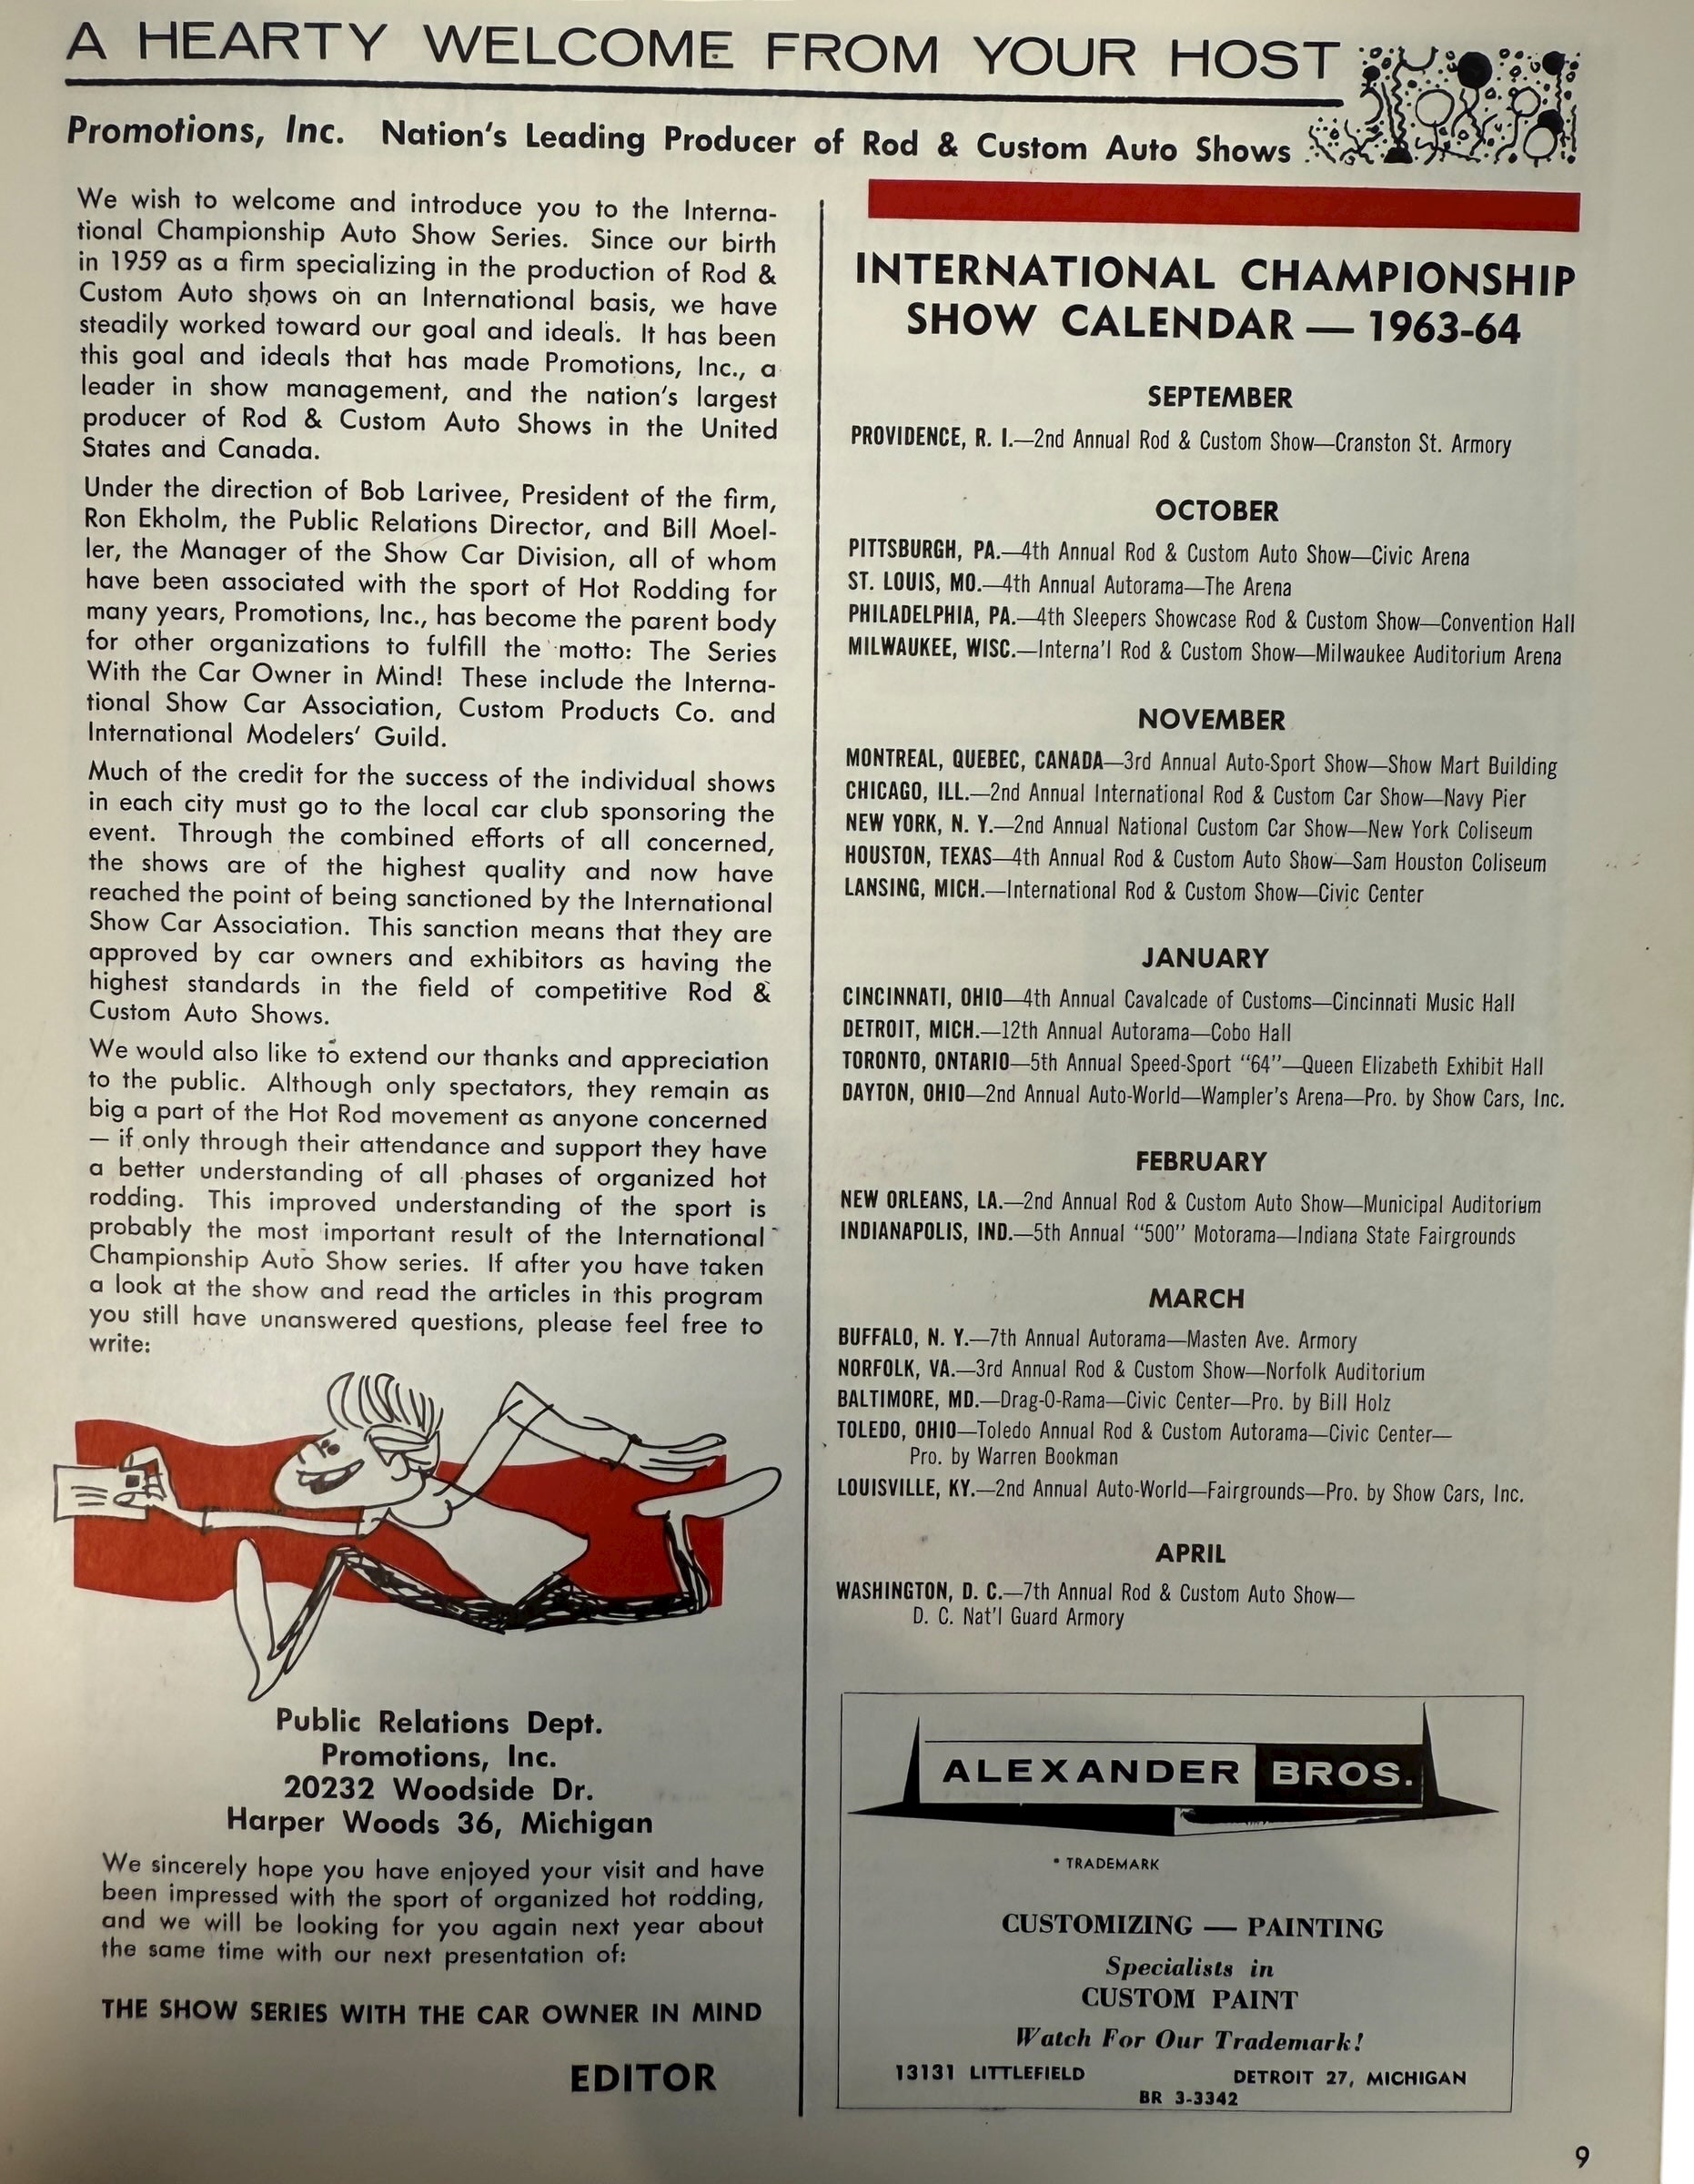 A HEARTY WELCOME FROM YOUR HOST
Promotions, Inc. Nation's Leading Producer of Rod & Custom Auto Shows
We wish to welcome and introduce you to the Interna-
tional Championship Auto Show Series. Since our birth
in 1959 as a firm specializing in the production of Rod &
Custom Auto shows on an International basis, we have
steadily worked toward our goal and ideals. It has been
this goal and ideals that has made Promotions, Inc., a
leader in show management, and the nation's largest
producer of Rod & Custom Auto Shows in the United
States and Canada.
Under the direction of Bob Larivee, President of the firm,
Ron Ekholm, the Public Relations Director, and Bill Moel-
ler, the Manager of the Show Car Division, all of whom
have been associated with the sport of Hot Rodding for
many years, Promotions, Inc., has become the parent body
for other organizations to fulfill the motto: The Series
With the Car Owner in Mind! These include the Interna-
tional Show Car Association, Custom Products Co. and
International Modelers' Guild.
Much of the credit for the success of the individual shows
in each city must go to the local car club sponsoring the
event. Through the combined efforts of all concerned,
the shows are of the highest quality and now have
reached the point of being sanctioned by the International
Show Car Association. This sanction means that they are
approved by car owners and exhibitors as having the
highest standards in the field of competitive Rod &
Custom Auto Shows.
We would also like to extend our thanks and appreciation
to the public. Although only spectators, they remain as
big a part of the Hot Rod movement as anyone concerned
— if only through their attendance and support they have
a better understanding of all phases of organized hot
rodding. This improved understanding of the sport is
probably the most important result of the International
Championship Auto Show series. If after you have taken
a look at the show and read the articles in this program
you still have unanswered questions, please feel free to
write:
Public Relations Dept.
Promotions, Inc.
20232 Woodside Dr.
Harper Woods 36, Michigan
We sincerely hope you have enjoyed your visit and have
been impressed with the sport of organized hot rodding,
and we will be looking for you again next year about
the same time with our next presentation of:
THE SHOW SERIES WITH THE CAR OWNER IN MIND
EDITOR
INTERNATIONAL CHAMPIONSHIP
SHOW CALENDAR — 1963-64
SEPTEMBER
PROVIDENCE, R. I.—2nd Annual Rod & Custom Show—Cranston St. Armory
OCTOBER
PITTSBURGH, PA.—4th Annual Rod & Custom Auto Show—Civic Arena
ST. LOUIS, MO.—4th Annual Autorama—The Arena
PHILADELPHIA, PA.—4th Sleepers Showcase Rod & Custom Show—Convention Hall
MILWAUKEE, WISC.—Interna'l Rod & Custom Show—Milwaukee Auditorium Arena
NOVEMBER
MONTREAL, QUEBEC, CANADA—3rd Annual Auto-Sport Show—Show Mart Building
CHICAGO, ILL.—2nd Annual International Rod & Custom Car Show—Navy Pier
NEW YORK, N. Y.—2nd Annual National Custom Car Show—New York Coliseum
HOUSTON, TEXAS—4th Annual Rod & Custom Auto Show—Sam Houston Coliseum
LANSING, MICH.—International Rod & Custom Show—Civic Center
JANUARY
CINCINNATI, OHIO—4th Annual Cavalcade of Customs—Cincinnati Music Hall
DETROIT, MICH.—12th Annual Autorama—Cobo Hall
TORONTO, ONTARIO—5th Annual Speed-Sport "64"—Queen Elizabeth Exhibit Hall
DAYTON, OHIO—2nd Annual Auto-World—Wampler's Arena—Pro. by Show Cars, Inc.
FEBRUARY
NEW ORLEANS, LA.—2nd Annual Rod & Custom Auto Show—Municipal Auditorium
INDIANAPOLIS, IND.—5th Annual "500" Motorama—Indiana State Fairgrounds
MARCH
BUFFALO, N. Y.—7th Annual Autorama—Masten Ave. Armory
NORFOLK, VA.—3rd Annual Rod & Custom Show—Norfolk Auditorium
BALTIMORE, MD.—Drag-O-Rama—Civic Center—Pro. by Bill Holz
TOLEDO, OHIO—Toledo Annual Rod & Custom Autorama—Civic Center—
Pro. by Warren Bookman
LOUISVILLE, KY.—2nd Annual Auto-World—Fairgrounds—Pro. by Show Cars, Inc.
APRIL
WASHINGTON, D. C.—7th Annual Rod & Custom Auto Show—
D. C. Nat'l Guard Armory
ALEXANDER BROS.
* TRADEMARK
CUSTOMIZING — PAINTING
Specialists in
CUSTOM PAINT
Watch For Our Trademark!
13131 LITTLEFIELD DETROIT 27, MICHIGAN
BR 3-3342
9